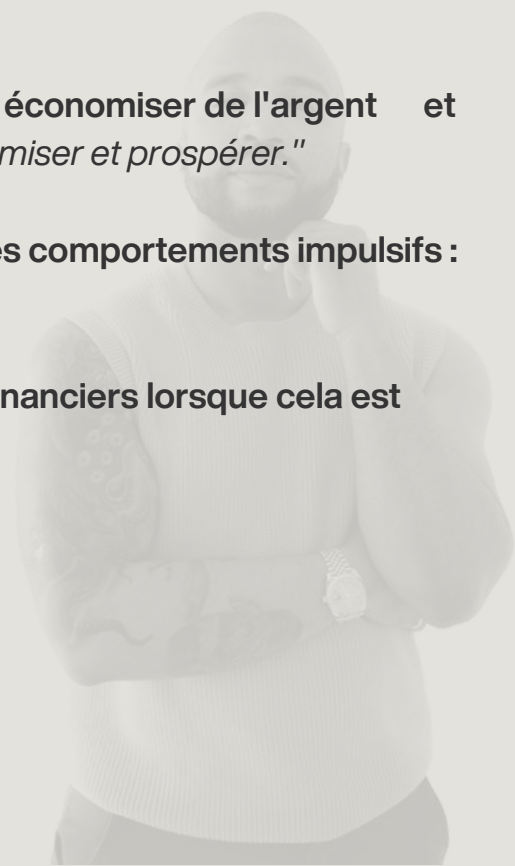 économiser de l'argent et
miser et prospérer."
es comportements impulsifs :
nanciers lorsque cela est